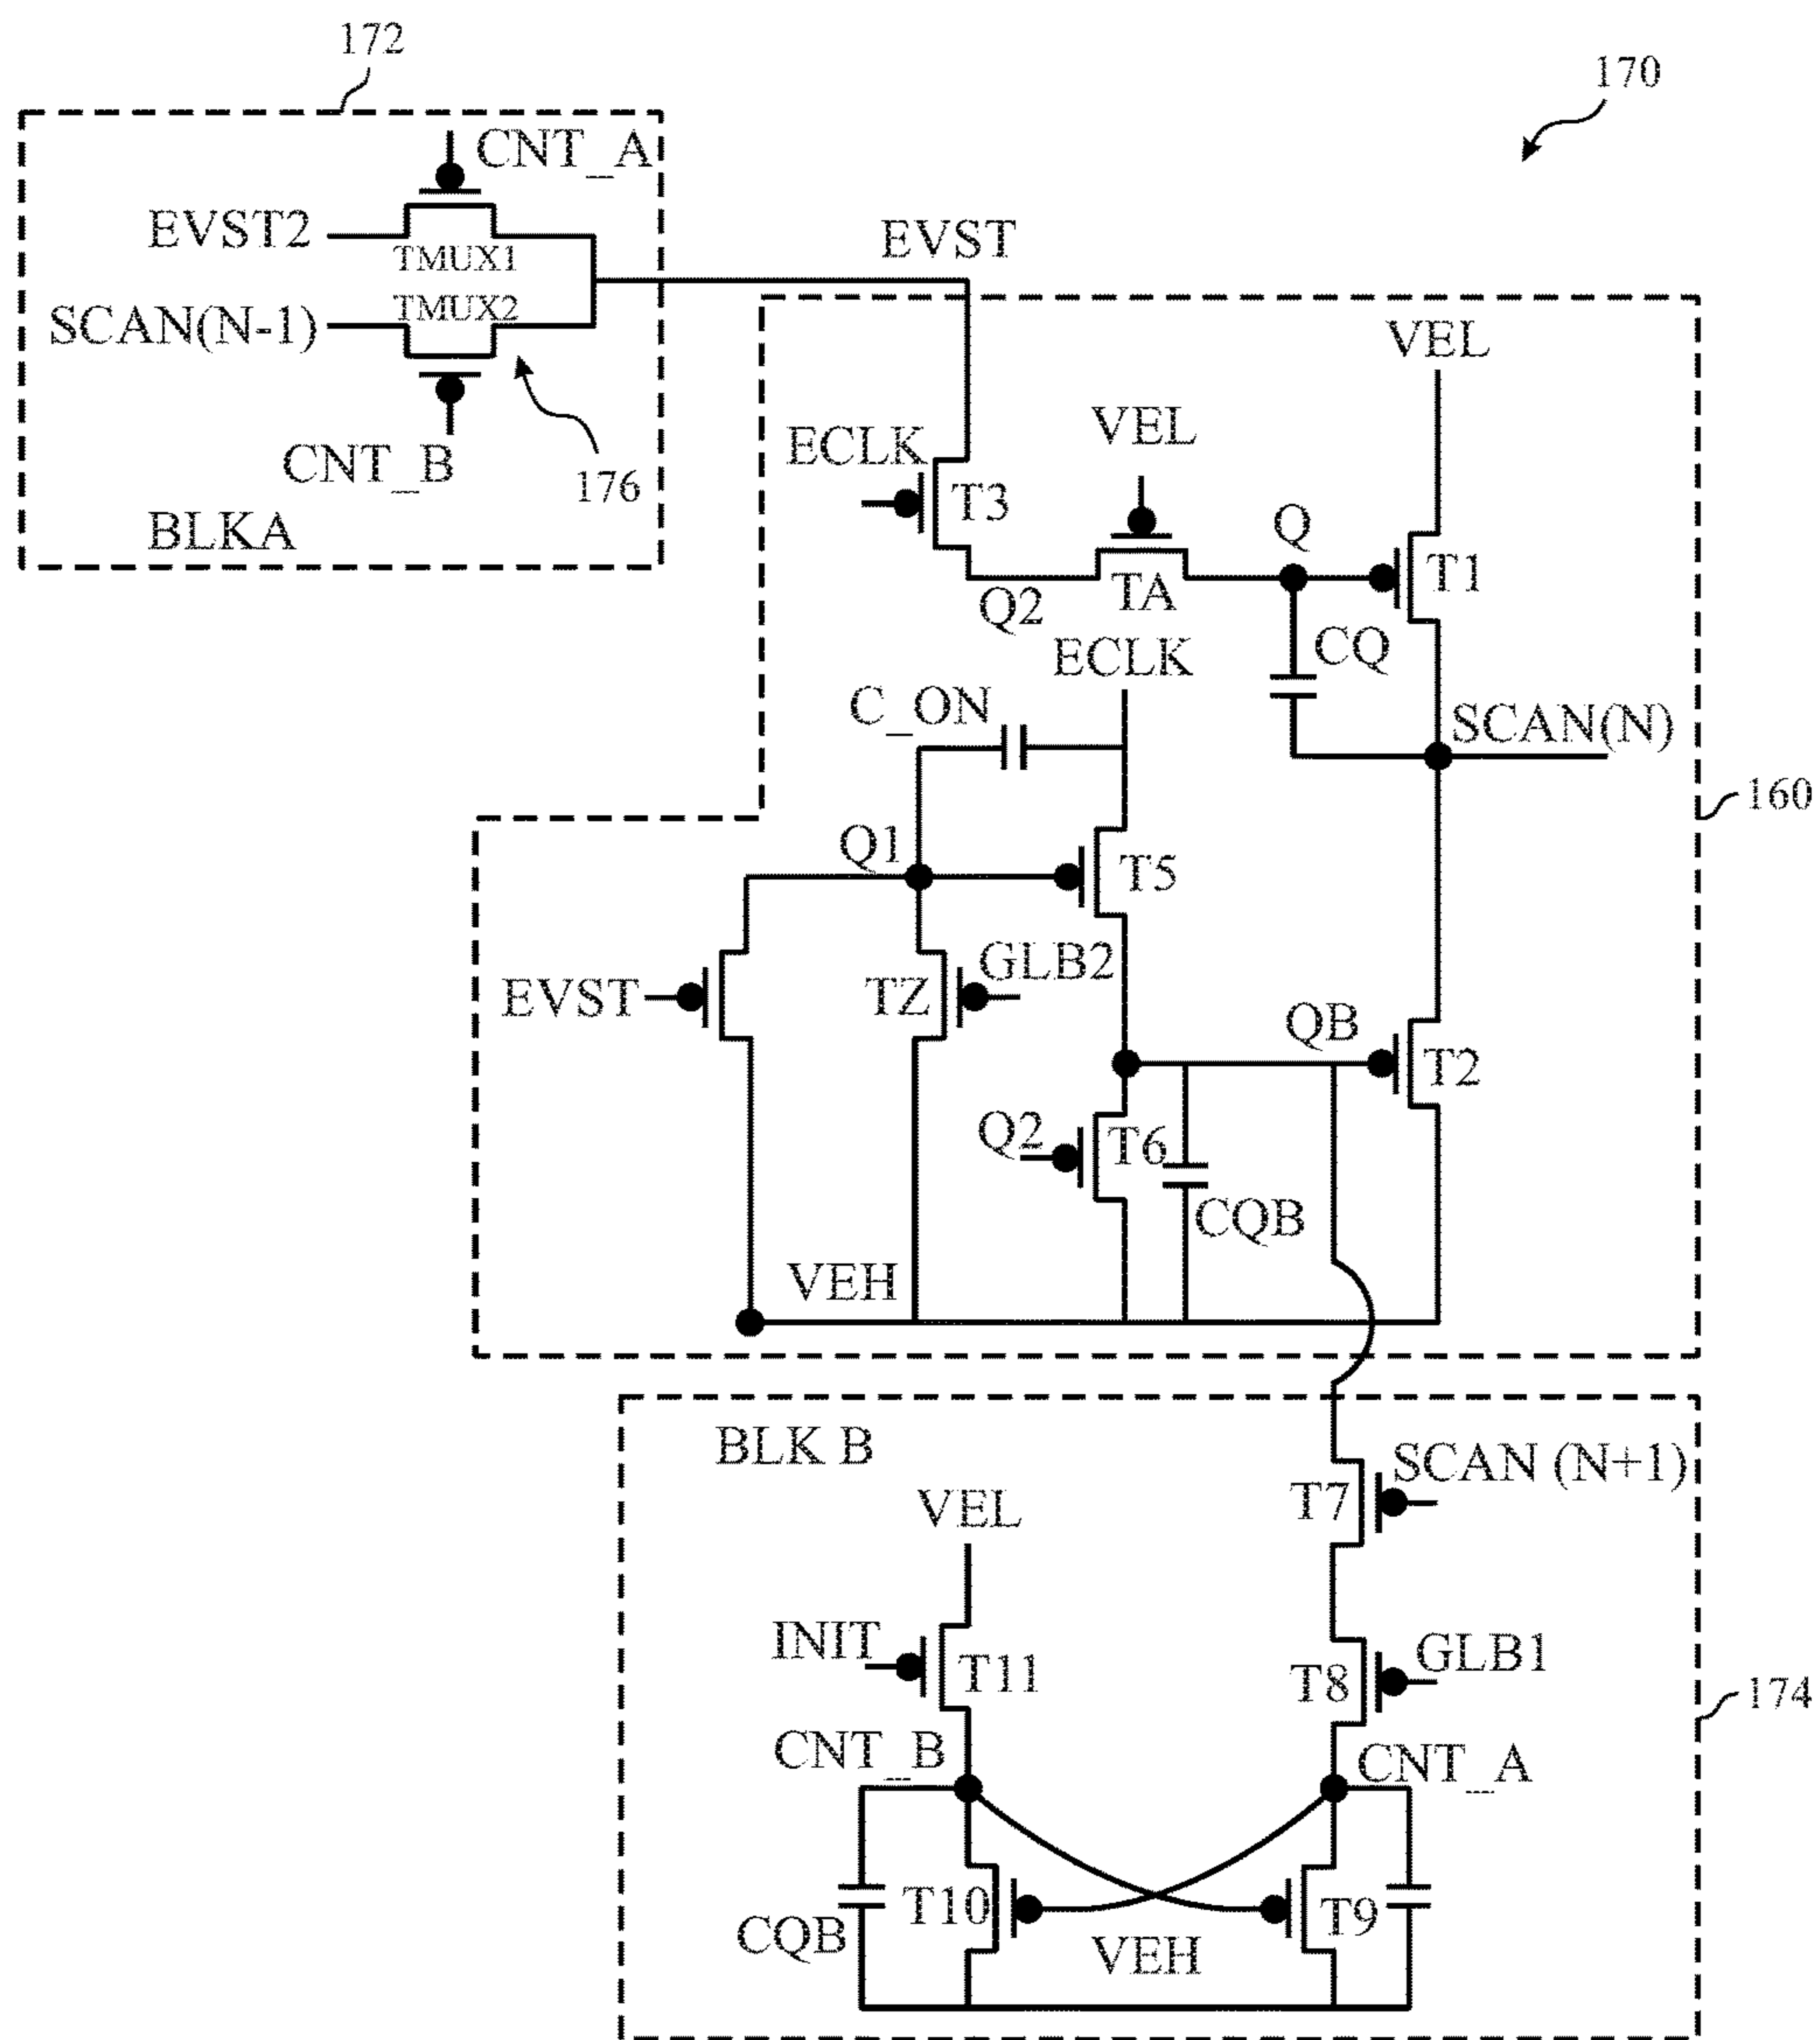 172
170
CNT_A
EVST2
TMUX1
EVST
SCAN(N-1)
TMUX2
VEL
CNT_B
176
BLKA
ECLK
VEL
T3
Q
T1
Q2
TA
CQ
ECLK
C_ON
SCAN(N)
160
Q1
T5
GLB2
EVST
TZ
QB
T2
Q2
T6
CQB
VEH
BLK B
SCAN (N+1)
T7
VEL
INIT
T11
T8
GLB1
174
CNT_B
CNT_A
T10
T9
CQB
VEH